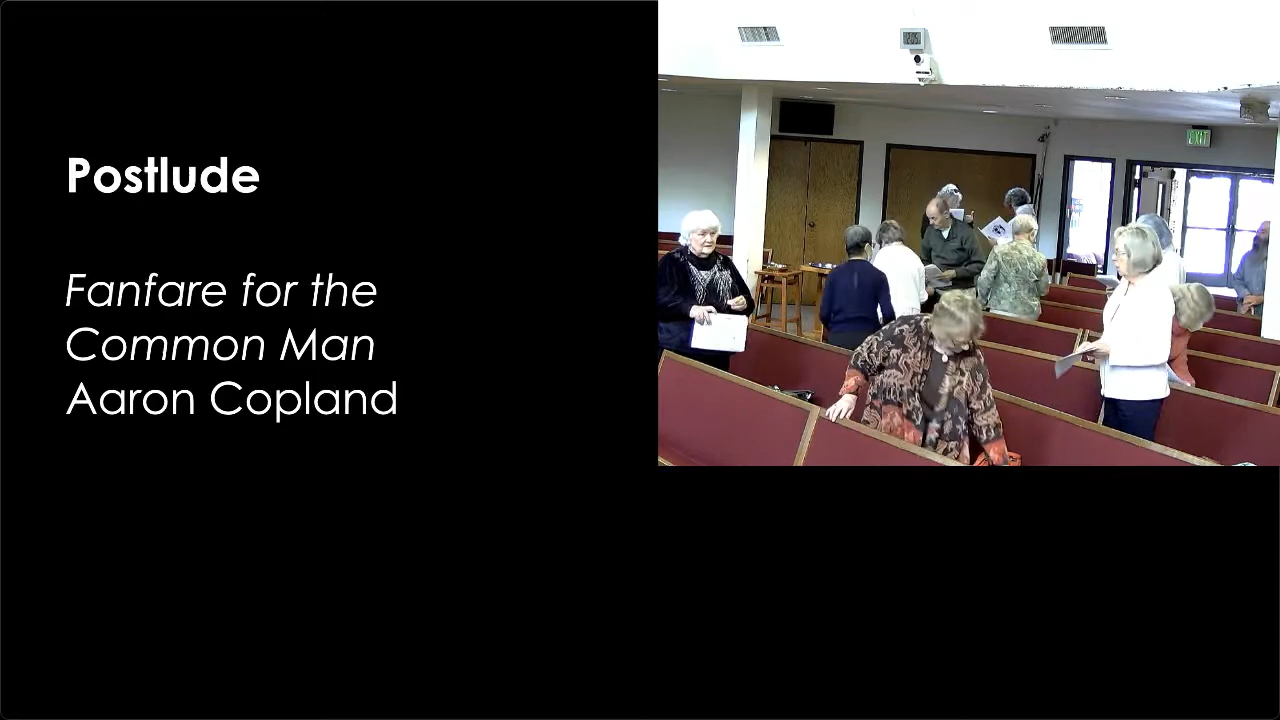 Postlude
Fanfare for the
Common Man
Aaron Copland
EXIT